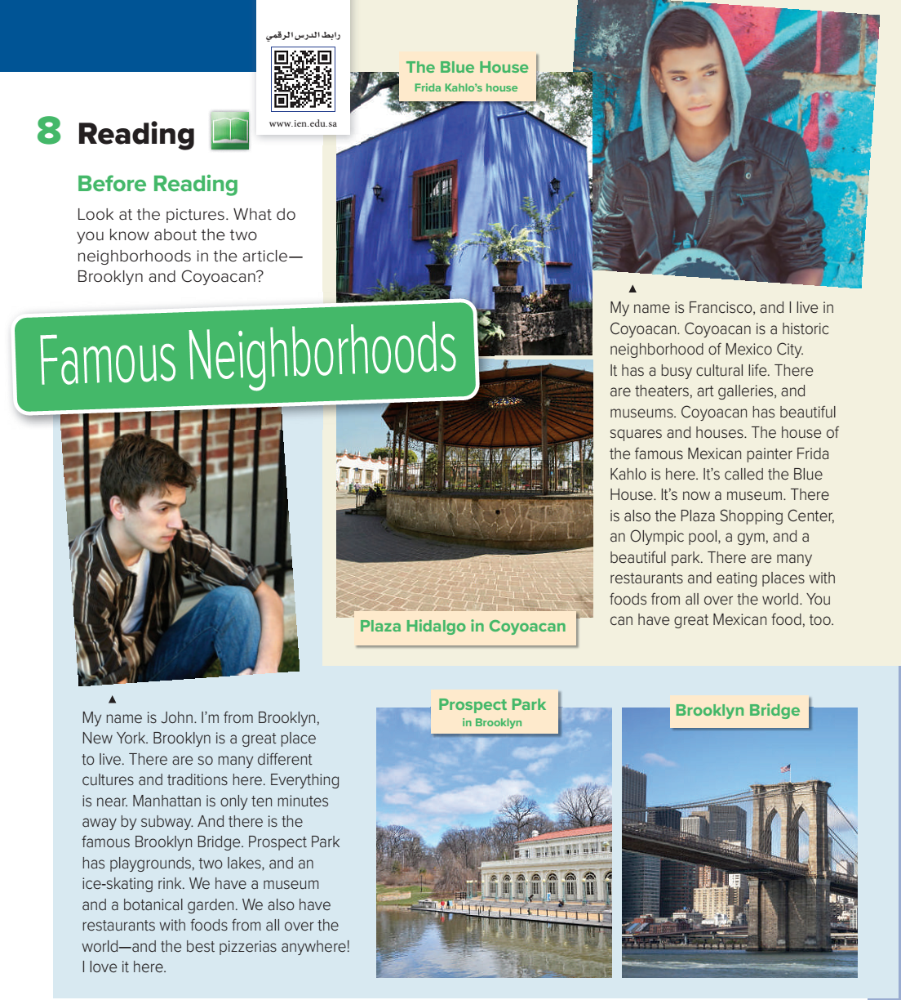 رابط الدرس الرقمي
www.ien.edu.sa
8 Reading
Before Reading
Look at the pictures. What do
you know about the two
neighborhoods in the article—
Brooklyn and Coyoacan?
Famous Neighborhoods
The Blue House
Frida Kahlo's house
Plaza Hidalgo in Coyoacan
My name is Francisco, and I live in
Coyoacan. Coyoacan is a historic
neighborhood of Mexico City.
It has a busy cultural life. There
are theaters, art galleries, and
museums. Coyoacan has beautiful
squares and houses. The house of
the famous Mexican painter Frida
Kahlo is here. It's called the Blue
House. It's now a museum. There
is also the Plaza Shopping Center,
an Olympic pool, a gym, and a
beautiful park. There are many
restaurants and eating places with
foods from all over the world. You
can have great Mexican food, too.
My name is John. I'm from Brooklyn,
New York. Brooklyn is a great place
to live. There are so many different
cultures and traditions here. Everything
is near. Manhattan is only ten minutes
away by subway. And there is the
famous Brooklyn Bridge. Prospect Park
has playgrounds, two lakes, and an
ice-skating rink. We have a museum
and a botanical garden. We also have
restaurants with foods from all over the
world—and the best pizzerias anywhere!
I love it here.
Prospect Park
in Brooklyn
Brooklyn Bridge